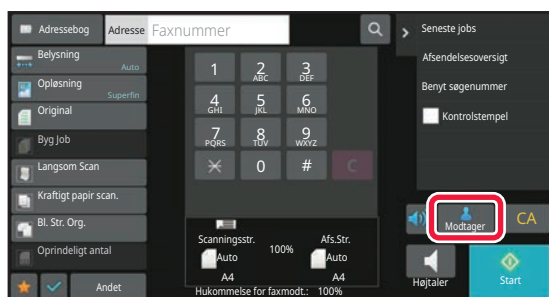 Adressebog
Adresse
Faxnummer
Belysning
Auto
Opløsning
Superfin
Original
Byg Job
Langsom Scan
Kraftigt papir scan.
Bl. Str. Org.
Oprindeligt antal
Andet
1
2
ABC
3
DEF
4
GHI
5
JKL
6
MNO
7
PQRS
8
TUV
9
WXYZ
0
#
C
Scanningsstr.
100%
Afs.Str.
Auto
Auto
A4
A4
Hukommelse for faxmodt.: 100%
Seneste jobs
Afsendelsesoversigt
Benyt søgenummer
Kontrolstempel
Modtager
CA
Højtaler
Start